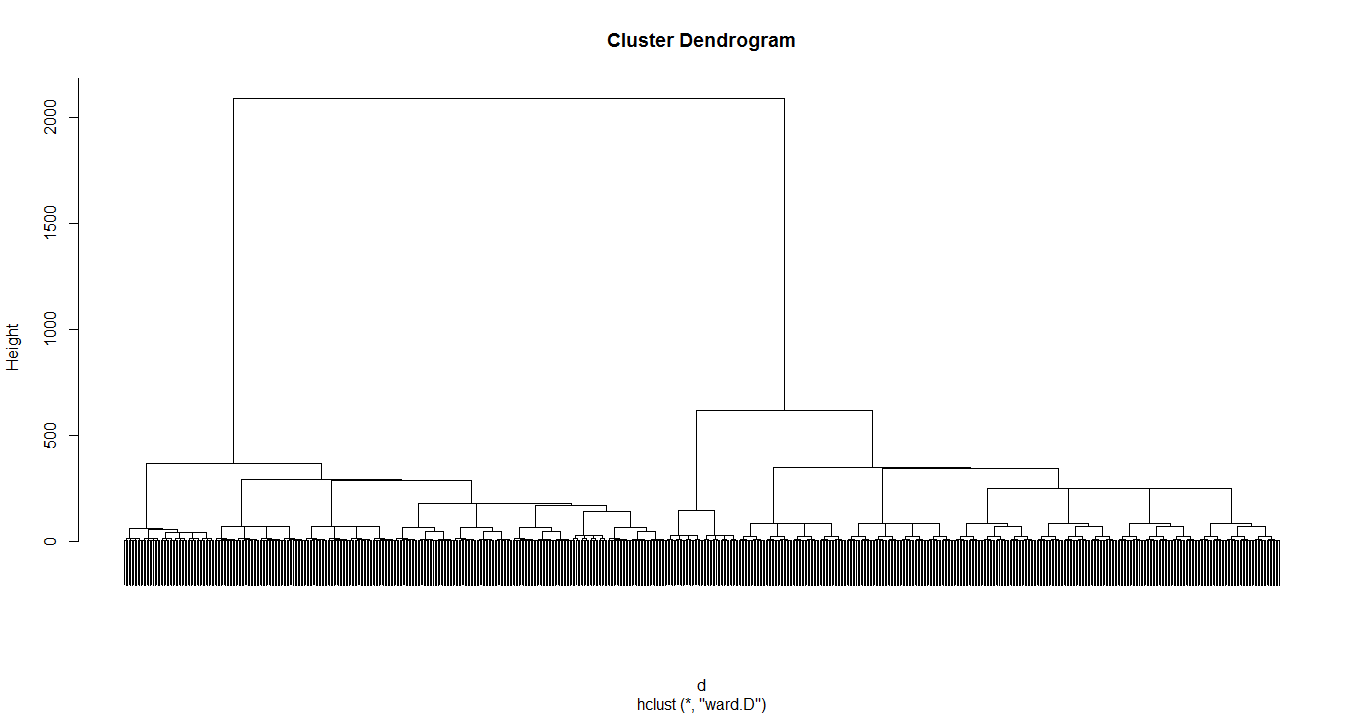 Cluster Dendrogram
Height
2000
1500
1000
500
0
d
hclust (*, "ward.D")